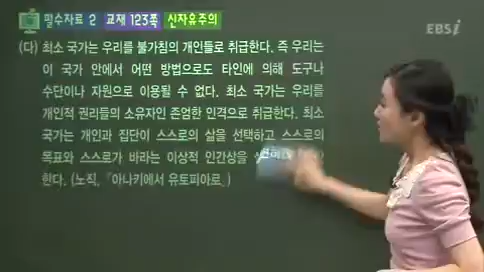 필수자료 2 교재 123쪽 신자유주의
EBSi
(다) 최소 국가는 우리를 불가침의 개인들로 취급한다. 즉 우리는
이 국가 안에서 어떤 방법으로도 타인에 의해 도구나
수단이나 자원으로 이용될 수 없다. 최소 국가는 우리를
개인적 권리들의 소유자인 존엄한 인격으로 취급한다. 최소
국가는 개인과 집단이 스스로의 삶을 선택하고 스스로의
목표와 스스로가 바라는 이상적 인간상을
한다. (노직, 「아나키에서 유토피아로」)